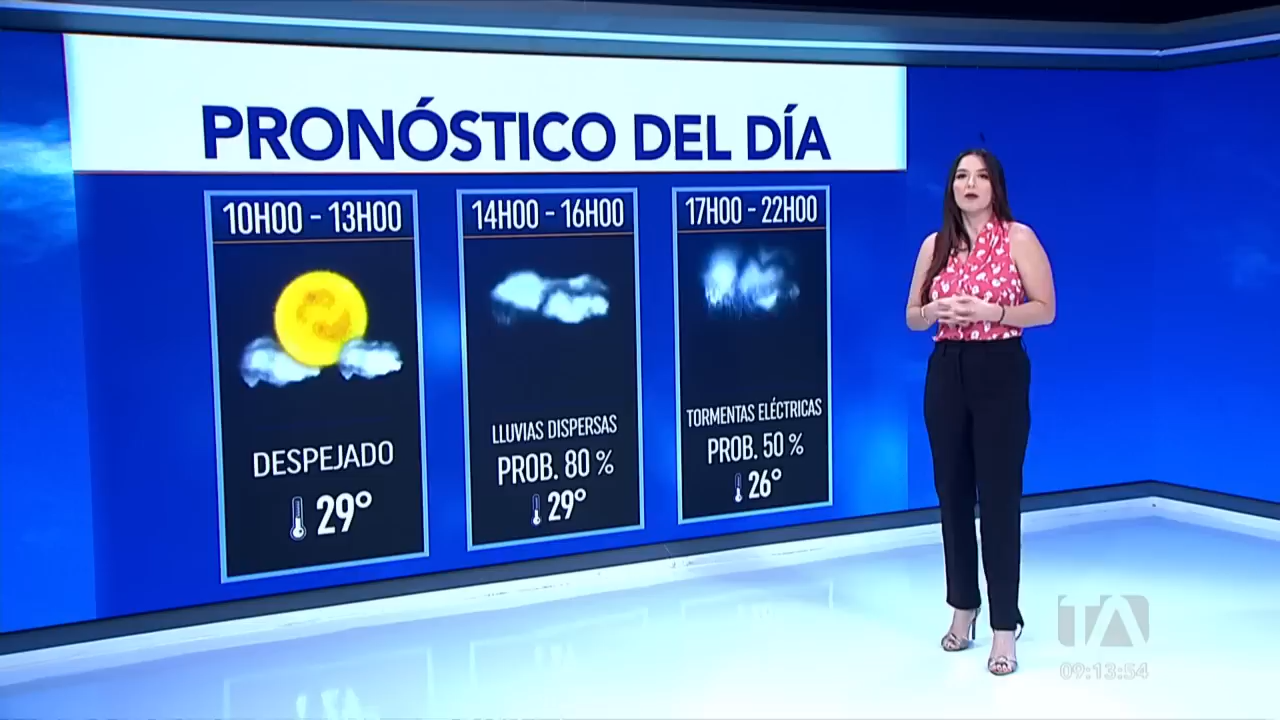 PRONÓSTICO DEL DÍA
10H00 - 13H00
DESPEJADO
29°
14H00 - 16H00
LLUVIAS DISPERSAS
PROB. 80 %
29°
17H00 - 22H00
TORMENTAS ELÉCTRICAS
PROB. 50 %
26°
TA
09:13:54